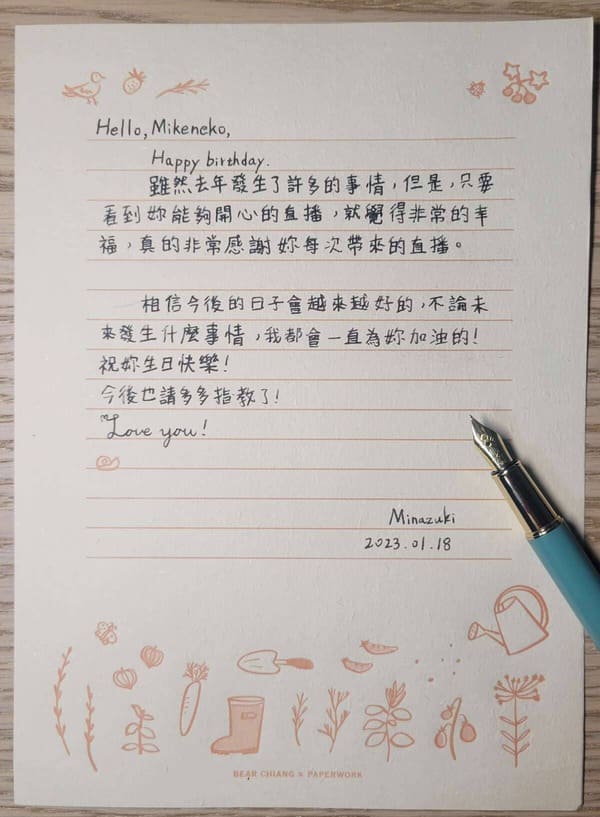 Hello, Mikeneko,
Happy birthday.
雖然去年發生了許多的事情，但是，只要
看到妳能夠開心的直播，就覺得非常的幸
福，真的非常感謝妳每次帶來的直播。
相信今後的日子會越來越好的，不論未
來發生什麼事情，我都會一直為妳加油的！
祝妳生日快樂！
今後也請多多指教了！
Love you!
Minazuki
2023.01.18
BEAR CHIANG × PAPERWORK